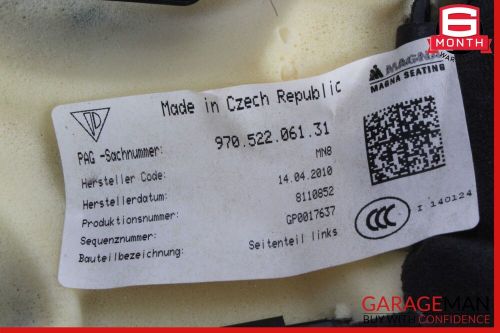 6
MONTH
MAGNA
MAGNA SEATING
Made in Czech Republic
PAG -Sachnummer: 970.522.061.31
Hersteller Code: MN8
Herstellerdatum: 14.04.2010
Produktionsnummer: 8110852
Sequenznummer: GP0017637
Bauteilbezeichnung: Seitenteil links
CCC
I 140124
GARAGEMAN
BUY WITH CONFIDENCE